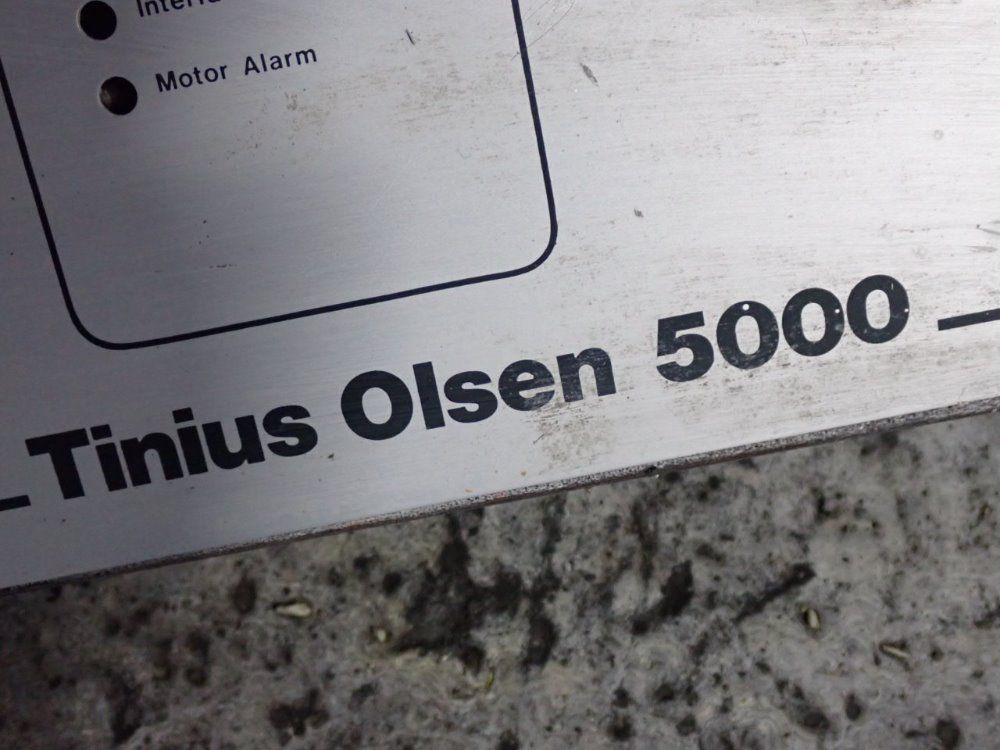 Motor Alarm
Tinius Olsen 5000